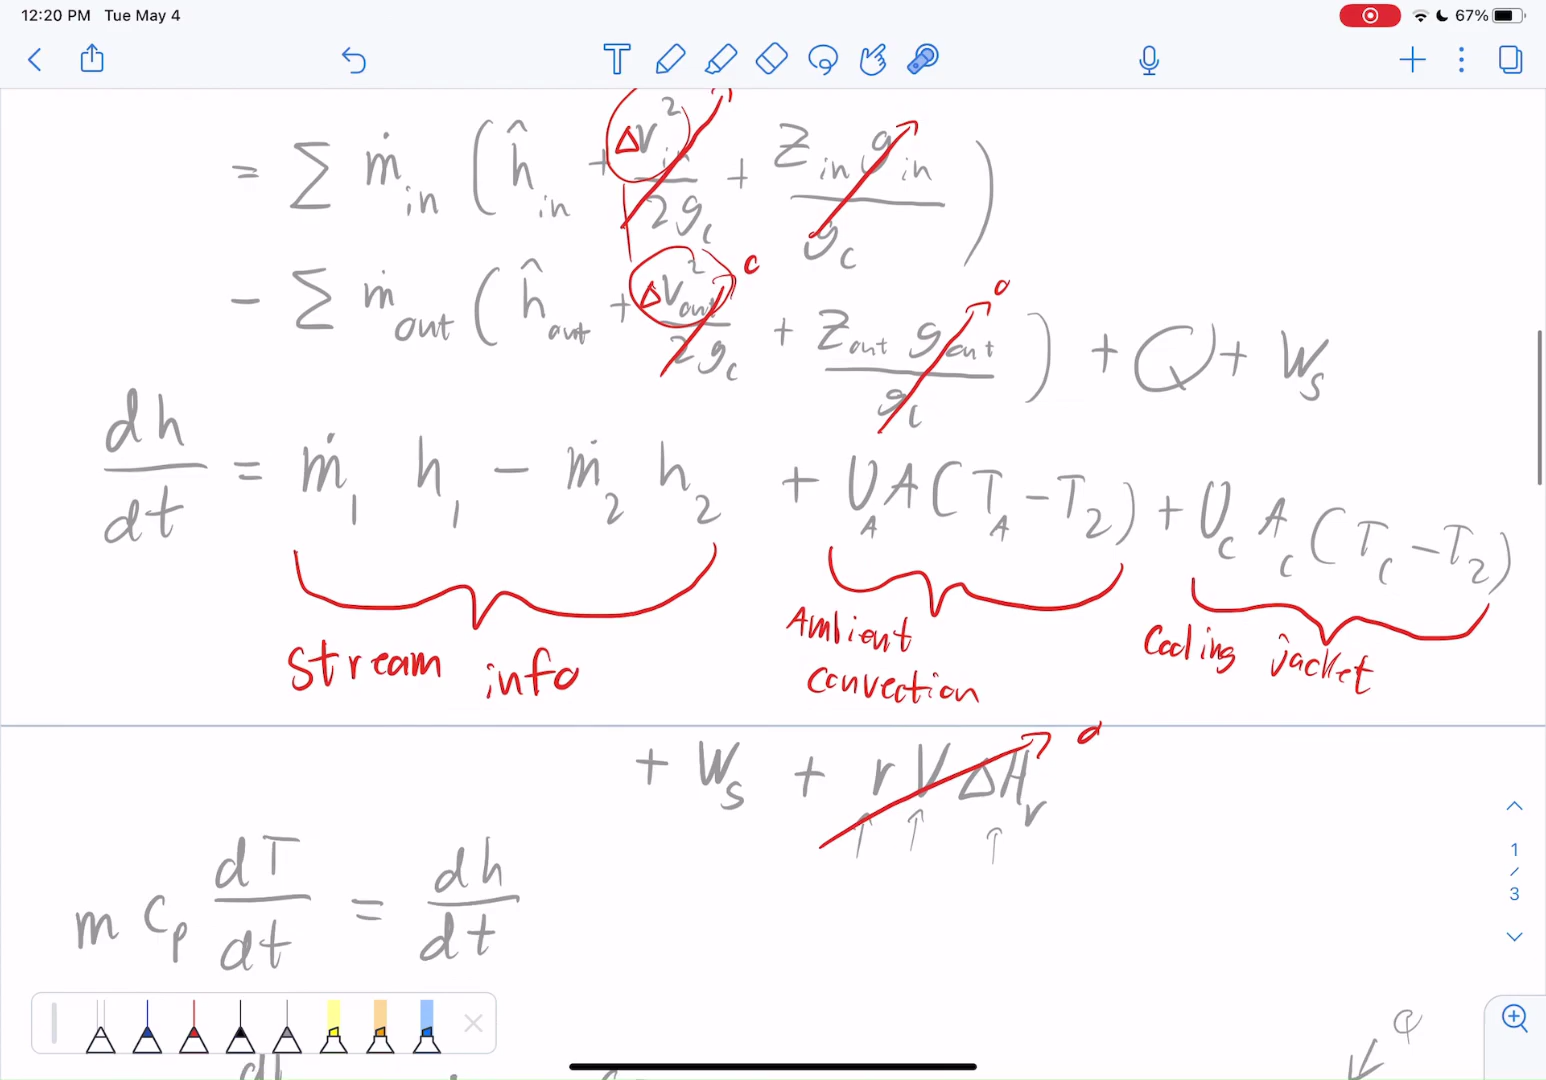 12:20 PM Tue May 4 67%
T
= Σ ṁ_in ( ĥ_in + ΔV_in² / 2g_c + Z_in g_in / g_c )
− Σ ṁ_out ( ĥ_out + ΔV_out² / 2g_c + Z_out g_out / g_c ) + Q + W_s
dh/dt = ṁ_1 h_1 − ṁ_2 h_2 + U_A A (T_A − T_2) + U_c A_c (T_c − T_2)
Stream info
Ambient convection
Cooling jacket
+ W_s + r V ΔH_r
m c_p dT/dt = dh/dt
1 / 3
Q